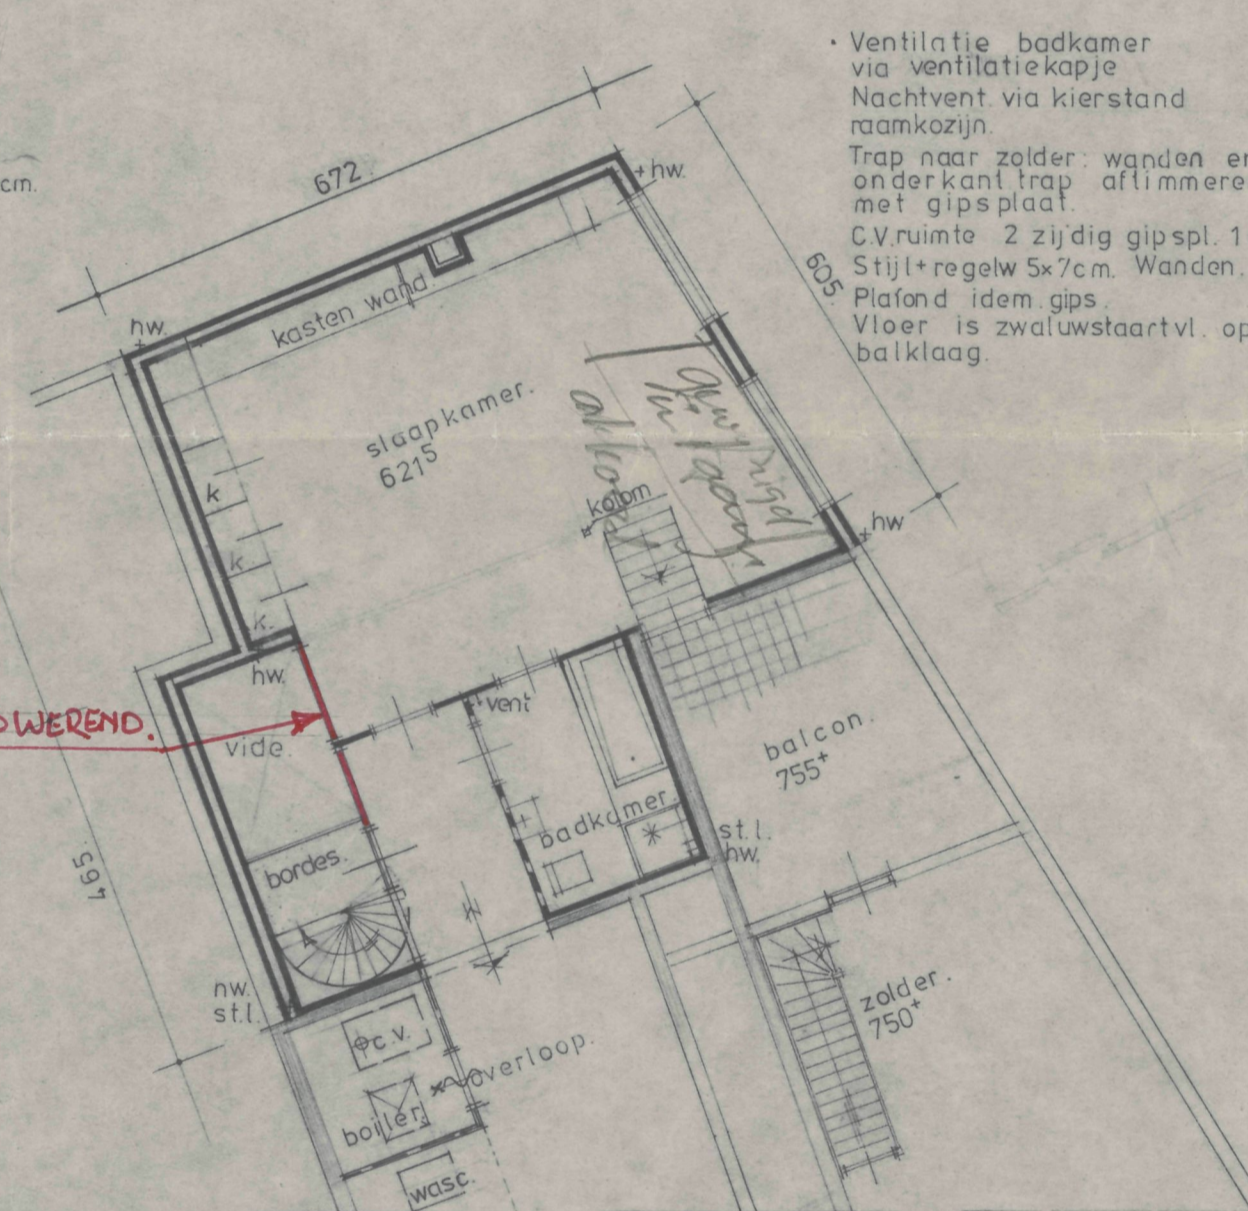 • Ventilatie badkamer
via ventilatiekapje
Nachtvent. via kierstand
raamkozijn.
Trap naar zolder: wanden en
onderkant trap aftimmere
met gipsplaat.
C.V.ruimte 2 zijdig gipspl. 1
Stijl+regelw 5x7cm. Wanden.
Plafond idem gips.
Vloer is zwaluwstaartvl. op
balklaag.
cm.
672.
+hw.
605.
hw.
kasten wand.
slaapkamer.
621⁵
k
k
k.
kolom
hw
hw.
WEREND.
vide.
vent
balcon.
755⁺
badkamer.
st.l.
hw.
bordes.
465.
nw.
st.l.
zolder.
750⁺
c.v.
overloop.
boiler.
wasc.